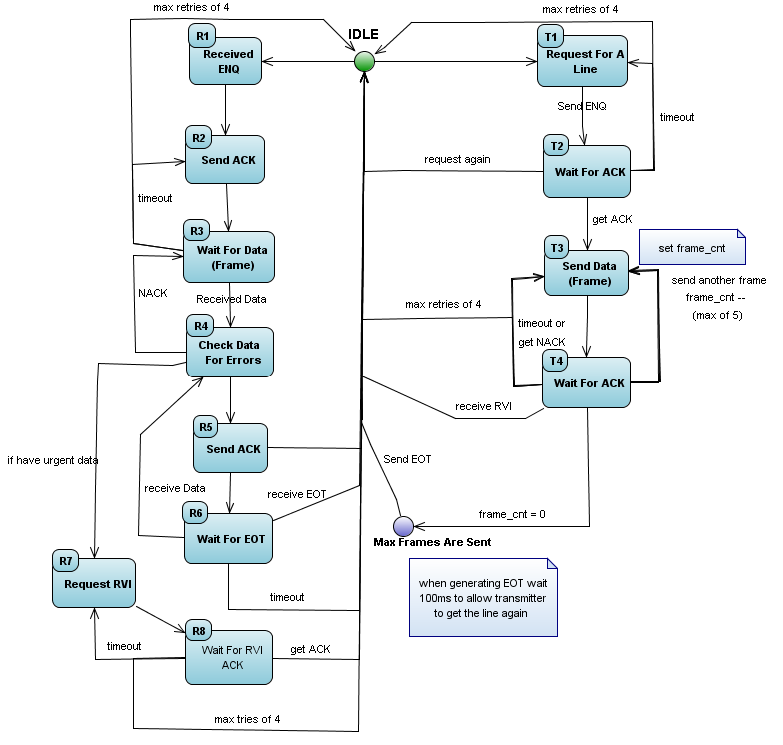 max retries of 4
max retries of 4
IDLE
R1
Received
ENQ
T1
Request For A
Line
Send ENQ
timeout
R2
Send ACK
T2
Wait For ACK
request again
timeout
get ACK
R3
Wait For Data
(Frame)
T3
Send Data
(Frame)
set frame_cnt
send another frame
frame_cnt --
(max of 5)
NACK
Received Data
max retries of 4
timeout or
get NACK
R4
Check Data
For Errors
T4
Wait For ACK
receive RVI
R5
Send ACK
if have urgent data
Send EOT
receive Data
receive EOT
R6
Wait For EOT
frame_cnt = 0
Max Frames Are Sent
R7
Request RVI
when generating EOT wait
100ms to allow transmitter
to get the line again
timeout
R8
Wait For RVI
ACK
timeout
get ACK
max tries of 4